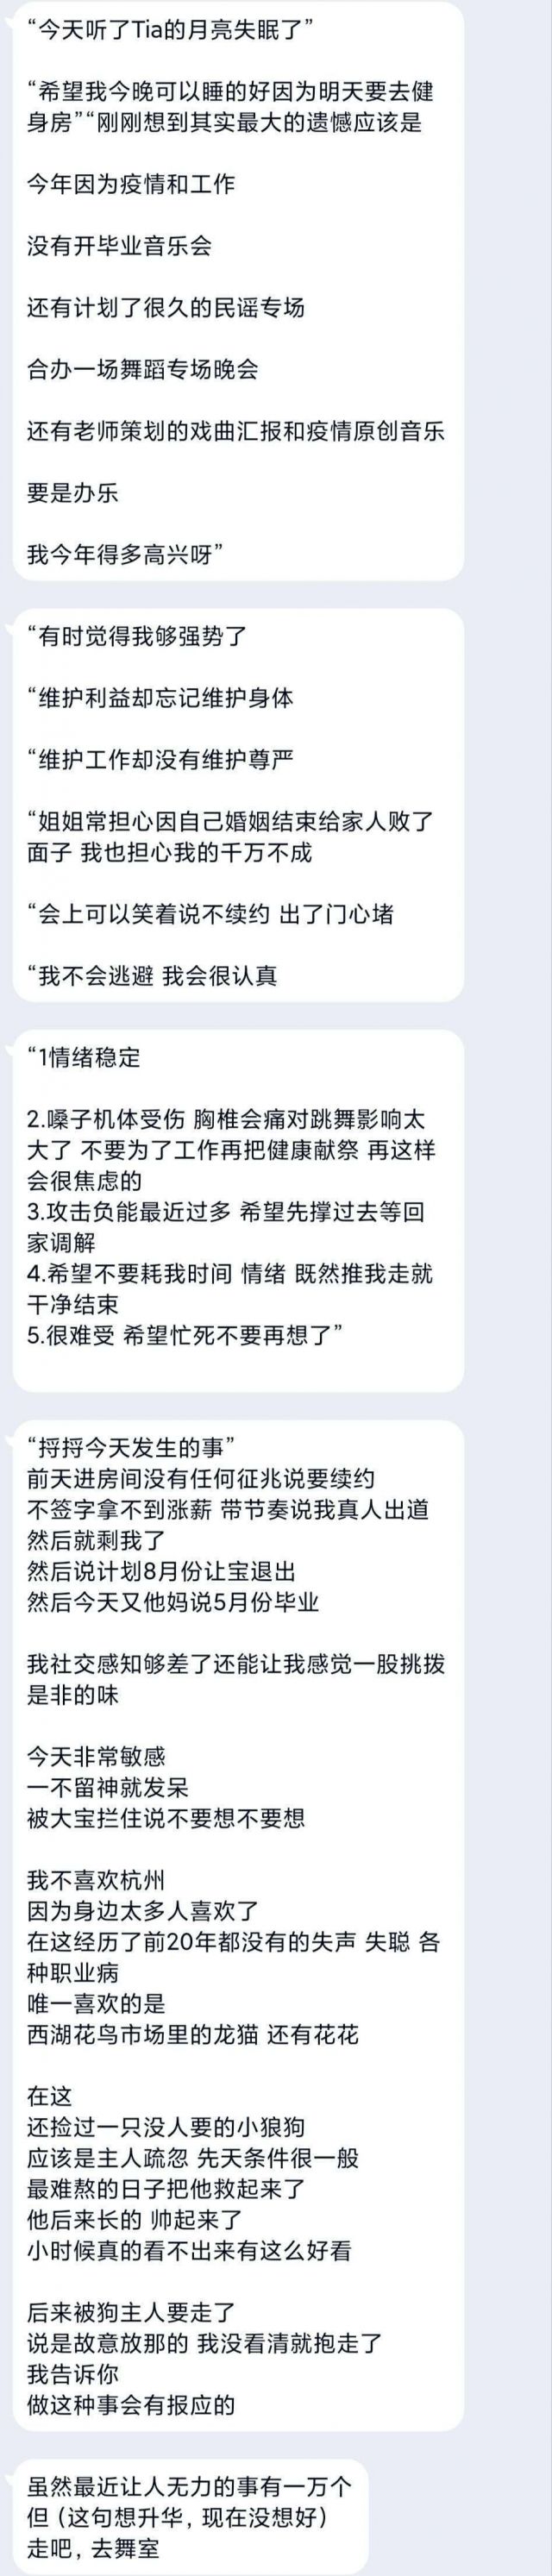 “今天听了Tia的月亮失眠了”
“希望我今晚可以睡的好因为明天要去健
身房”“刚刚想到其实最大的遗憾应该是
今年因为疫情和工作
没有开毕业音乐会
还有计划了很久的民谣专场
合办一场舞蹈专场晚会
还有老师策划的戏曲汇报和疫情原创音乐
要是办乐
我今年得多高兴呀”
“有时觉得我够强势了
“维护利益却忘记维护身体
“维护工作却没有维护尊严
“姐姐常担心因自己婚姻结束给家人败了
面子 我也担心我的千万不成
“会上可以笑着说不续约 出了门心堵
“我不会逃避 我会很认真
“1情绪稳定
2.嗓子机体受伤 胸椎会痛对跳舞影响太
大了 不要为了工作再把健康献祭 再这样
会很焦虑的
3.攻击负能最近过多 希望先撑过去等回
家调解
4.希望不要耗我时间 情绪 既然推我走就
干净结束
5.很难受 希望忙死不要再想了”
“捋捋今天发生的事”
前天进房间没有任何征兆说要续约
不签字拿不到涨薪 带节奏说我真人出道
然后就剩我了
然后说计划8月份让宝退出
然后今天又他妈说5月份毕业
我社交感知够差了还能让我感觉一股挑拨
是非的味
今天非常敏感
一不留神就发呆
被大宝拦住说不要想不要想
我不喜欢杭州
因为身边太多人喜欢了
在这经历了前20年都没有的失声 失聪 各
种职业病
唯一喜欢的是
西湖花鸟市场里的龙猫 还有花花
在这
还捡过一只没人要的小狼狗
应该是主人疏忽 先天条件很一般
最难熬的日子把他救起来了
他后来长的 帅起来了
小时候真的看不出来有这么好看
后来被狗主人要走了
说是故意放那的 我没看清就抱走了
我告诉你
做这种事会有报应的
虽然最近让人无力的事有一万个
但（这句想升华，现在没想好）
走吧，去舞室